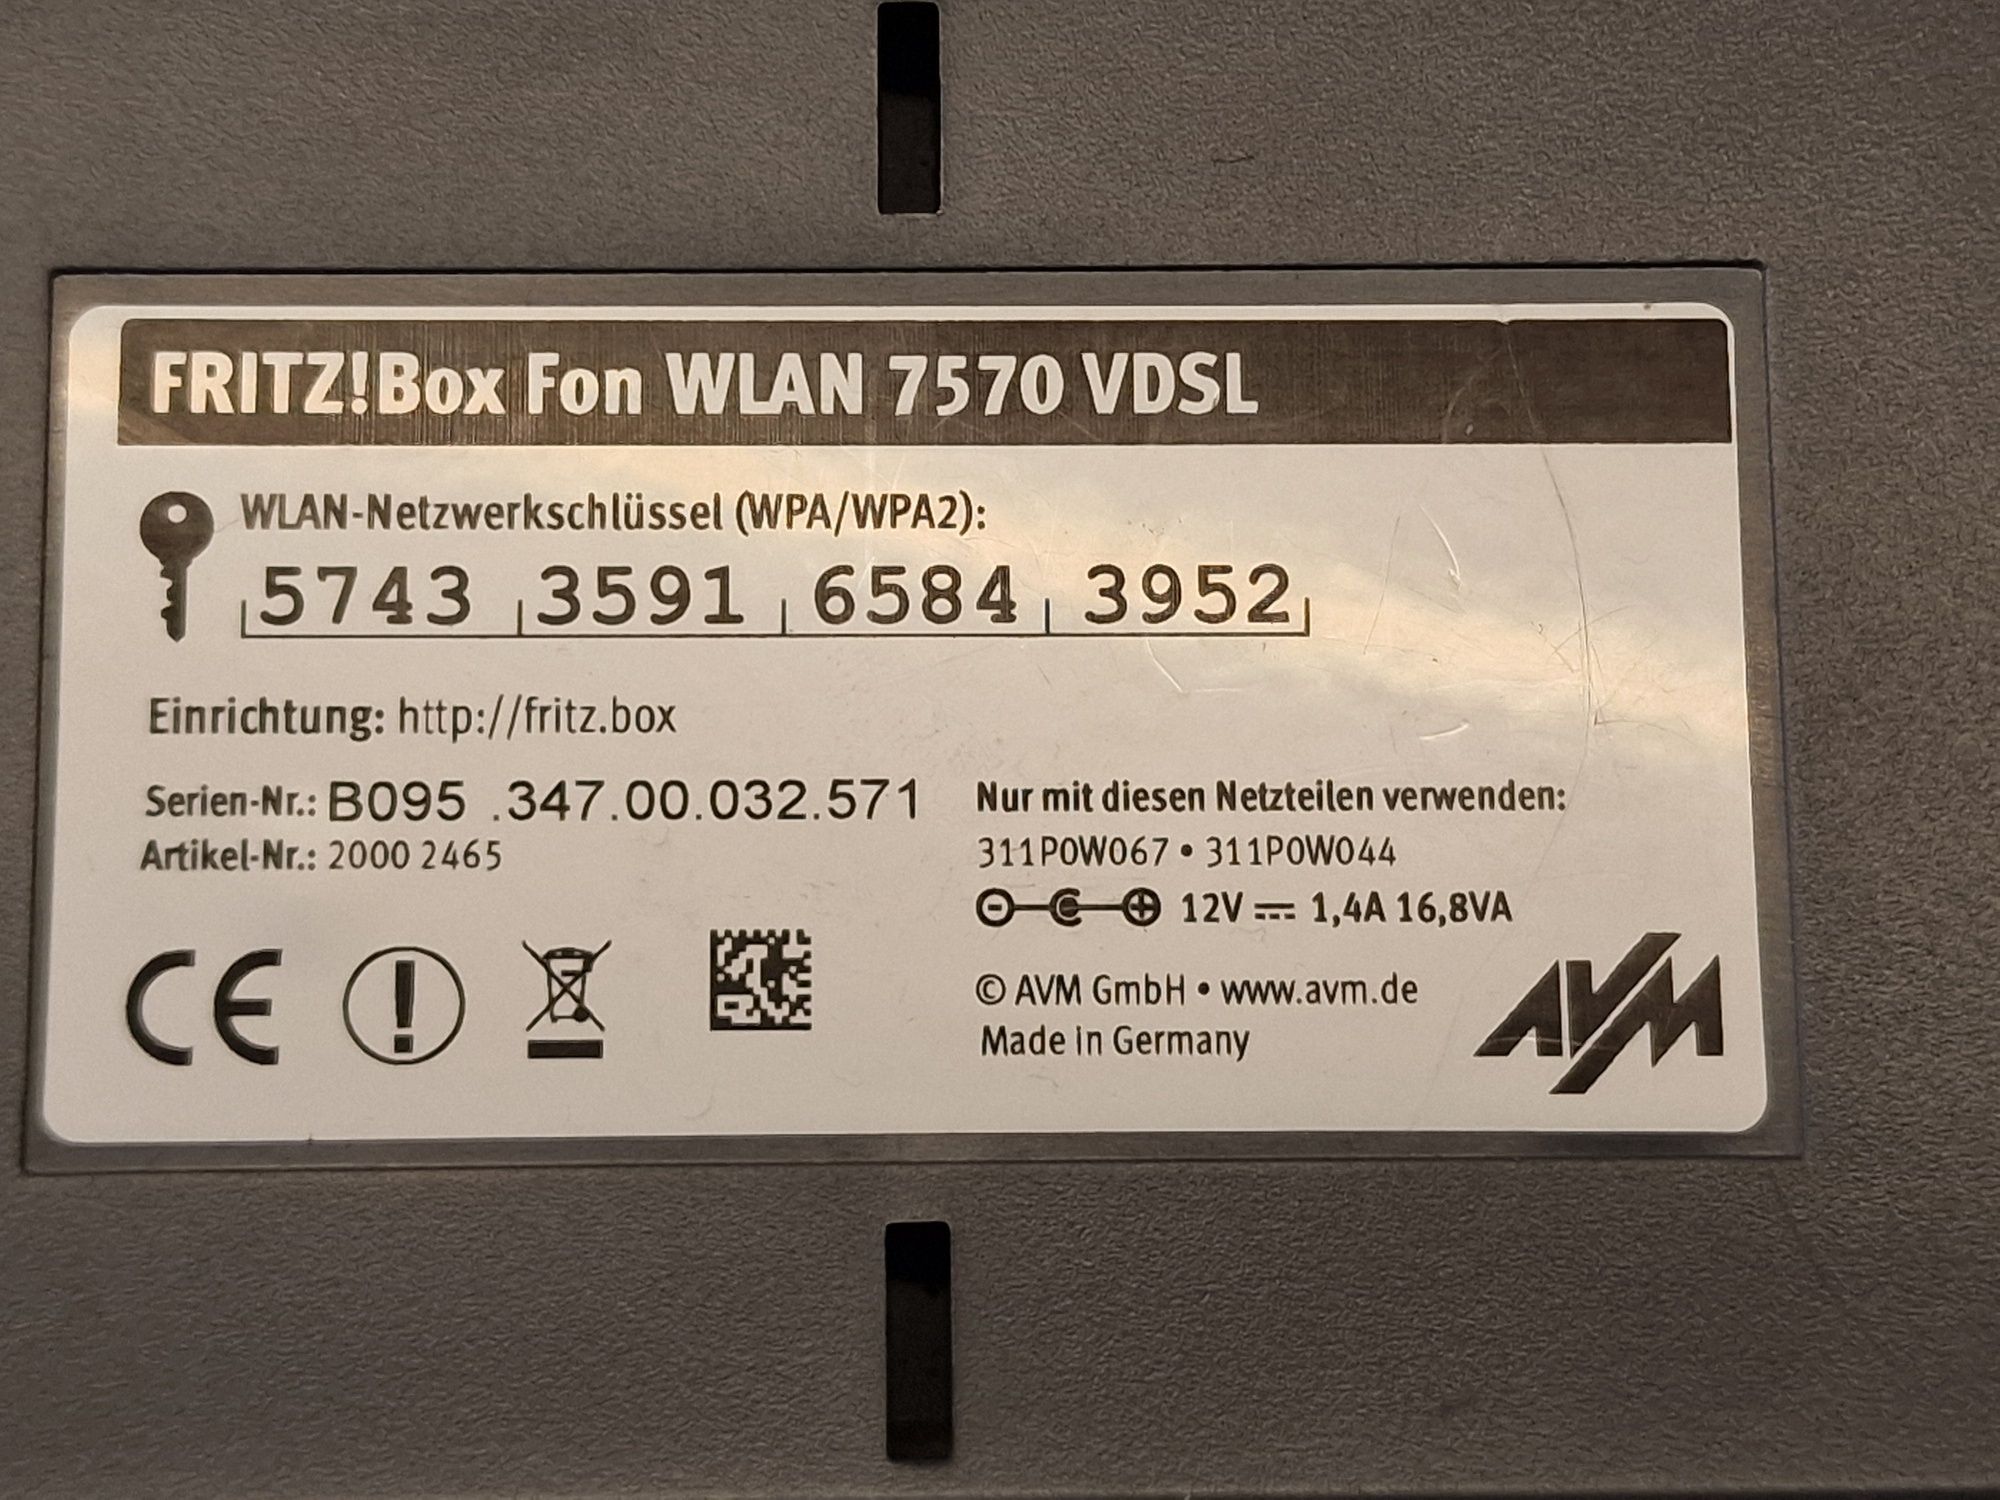 FRITZ!Box Fon WLAN 7570 VDSL
WLAN-Netzwerkschlüssel (WPA/WPA2):
5743 3591 6584 3952
Einrichtung: http://fritz.box
Serien-Nr.: B095 .347.00.032.571
Artikel-Nr.: 2000 2465
Nur mit diesen Netzteilen verwenden:
311P0W067 • 311P0W044
12V ⎓ 1,4A 16,8VA
CE
© AVM GmbH • www.avm.de
Made in Germany
AVM